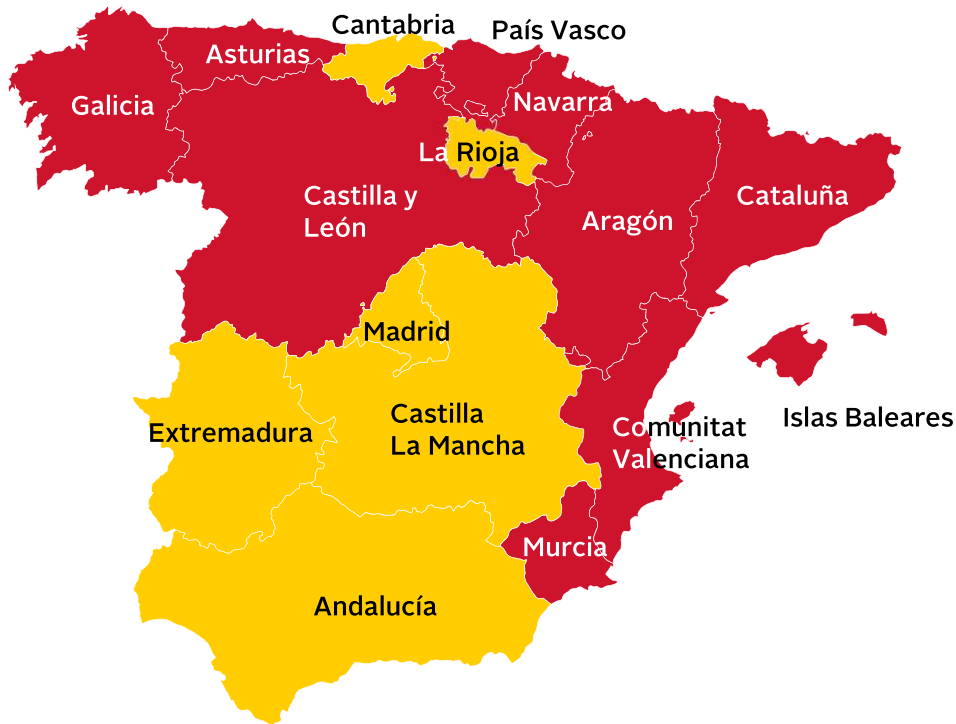 Cantabria
País Vasco
Asturias
Galicia
Navarra
La Rioja
Castilla y
León
Aragón
Cataluña
Madrid
Castilla
La Mancha
Extremadura
Islas Baleares
Comunitat
Valenciana
Murcia
Andalucía